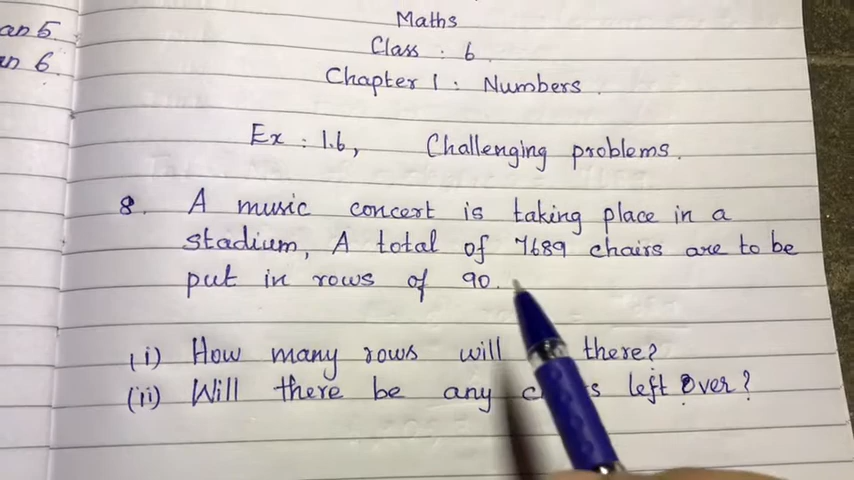 an 5
n 6
Maths
Class : 6
Chapter 1 : Numbers .
Ex : 1.6, Challenging problems.
8. A music concert is taking place in a
stadium, A total of 7689 chairs are to be
put in rows of 90.
(i) How many rows will there?
(ii) Will there be any left over?